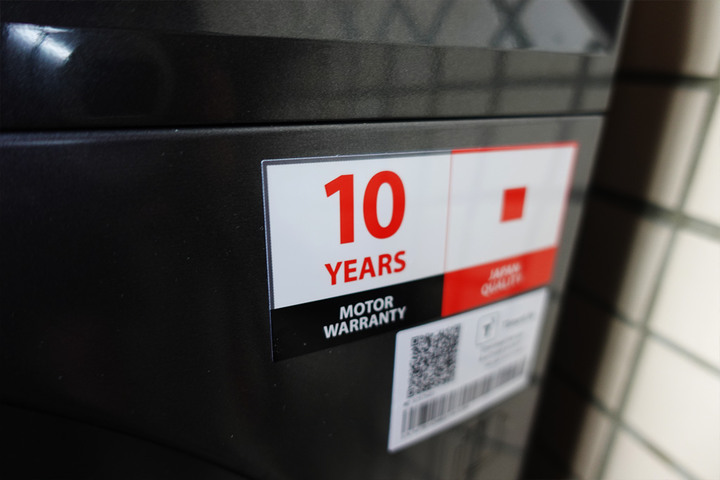 10
YEARS
MOTOR
WARRANTY
JAPAN
QUALITY